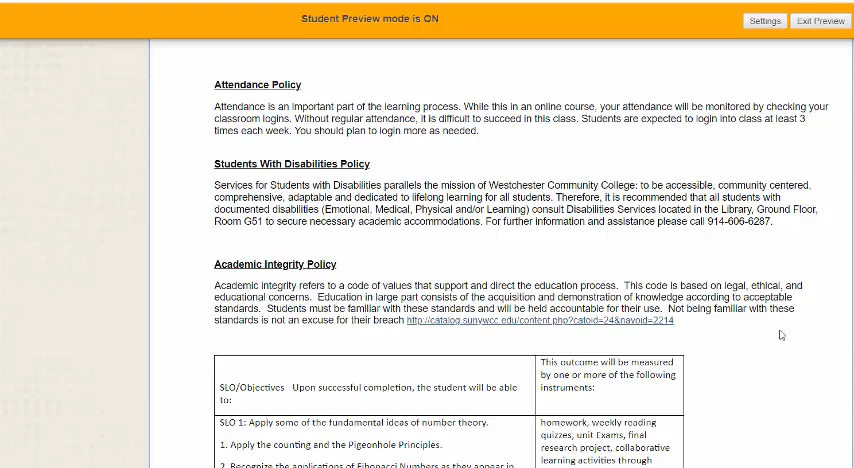 Student Preview mode is ON
Settings
Exit Preview
Attendance Policy
Attendance is an important part of the learning process. While this in an online course, your attendance will be monitored by checking your
classroom logins. Without regular attendance, it is difficult to succeed in this class. Students are expected to login into class at least 3
times each week. You should plan to login more as needed.
Students With Disabilities Policy
Services for Students with Disabilities parallels the mission of Westchester Community College: to be accessible, community centered,
comprehensive, adaptable and dedicated to lifelong learning for all students. Therefore, it is recommended that all students with
documented disabilities (Emotional, Medical, Physical and/or Learning) consult Disabilities Services located in the Library, Ground Floor,
Room G51 to secure necessary academic accommodations. For further information and assistance please call 914-606-6287.
Academic Integrity Policy
Academic integrity refers to a code of values that support and direct the education process. This code is based on legal, ethical, and
educational concerns. Education in large part consists of the acquisition and demonstration of knowledge according to acceptable
standards. Students must be familiar with these standards and will be held accountable for their use. Not being familiar with these
standards is not an excuse for their breach http://catalog.sunywcc.edu/content.php?catoid=24&navoid=2214
SLO/Objectives - Upon successful completion, the student will be able
to:
This outcome will be measured
by one or more of the following
instruments:
SLO 1: Apply some of the fundamental ideas of number theory.
1. Apply the counting and the Pigeonhole Principles.
2. Recognize the applications of Fibonacci Numbers as they appear in
homework, weekly reading
quizzes, unit Exams, final
research project, collaborative
learning activities through